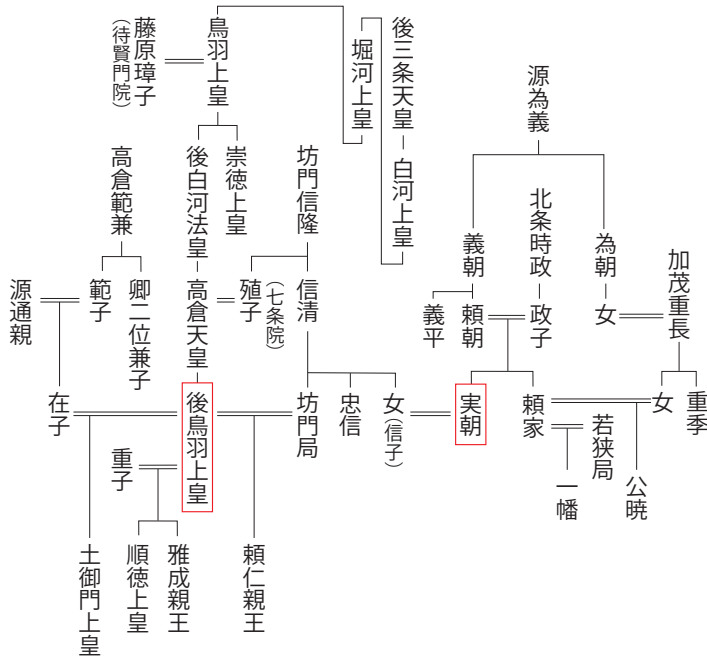 後三条天皇
白河上皇
堀河上皇
鳥羽上皇
藤原璋子
(待賢門院)
崇徳上皇
後白河法皇
高倉天皇
坊門信隆
殖子
(七条院)
信清
高倉範兼
範子
卿二位兼子
源通親
在子
後鳥羽上皇
重子
坊門局
忠信
女
(信子)
土御門上皇
順徳上皇
雅成親王
頼仁親王
源為義
義朝
為朝
北条時政
加茂重長
義平
頼朝
政子
女
実朝
頼家
若狭局
女
重季
一幡
公暁